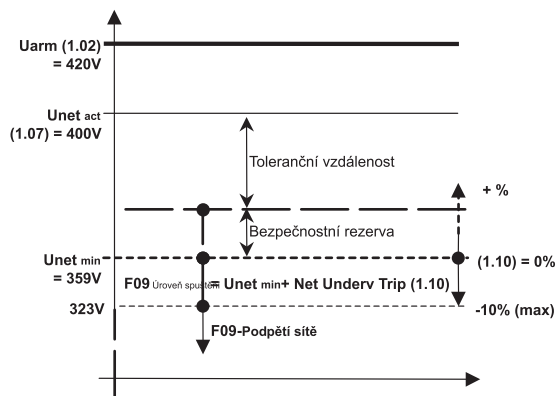 Uarm (1.02)
= 420V
Unet act
(1.07) = 400V
Toleranční vzdálenost
+ %
Bezpečnostní rezerva
Unet min
= 359V
(1.10) = 0%
F09 Úroveň spuštění = Unet min+ Net Underv Trip (1.10)
323V
-10% (max)
F09-Podpětí sítě